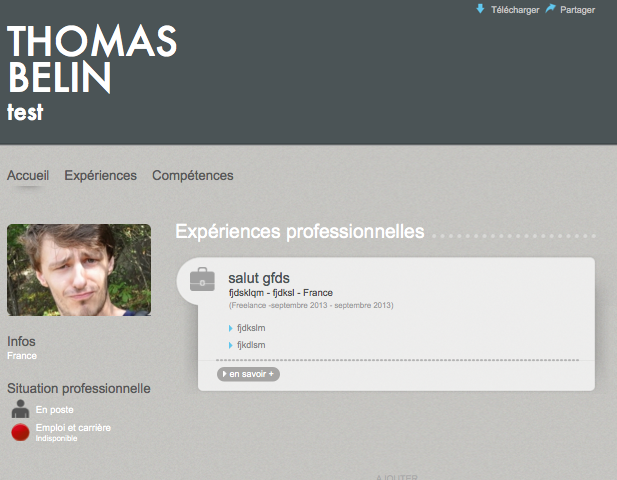 Télécharger Partager
THOMAS
BELIN
test
Accueil Expériences Compétences
Expériences professionnelles
salut gfds
fjdsklqm - fjdksl - France
(Freelance -septembre 2013 - septembre 2013)
fjdkslm
fjkdlsm
en savoir +
Infos
France
Situation professionnelle
En poste
Emploi et carrière
Indisponible
AJOUTER